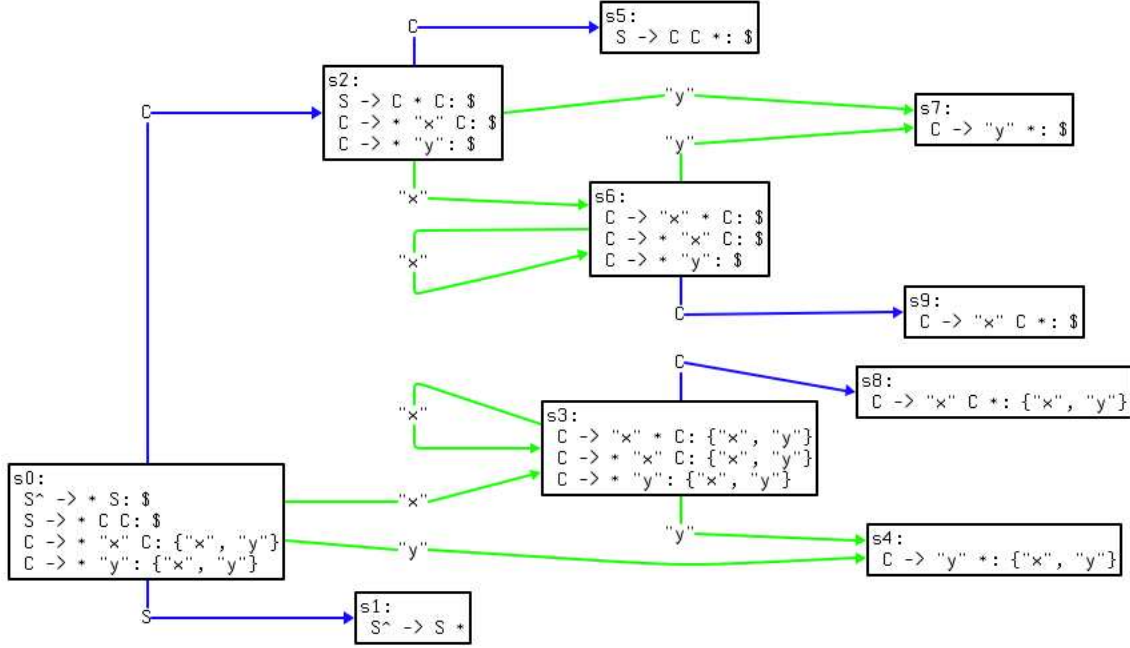 C
s5:
S -> C C *: $
s2:
S -> C * C: $
C -> * "x" C: $
C -> * "y": $
"y"
C
s7:
C -> "y" *: $
"y"
"x"
s6:
C -> "x" * C: $
C -> * "x" C: $
C -> * "y": $
"x"
s9:
C -> "x" C *: $
C
C
s8:
C -> "x" C *: {"x", "y"}
"x"
s3:
C -> "x" * C: {"x", "y"}
C -> * "x" C: {"x", "y"}
C -> * "y": {"x", "y"}
s0:
S^ -> * S: $
S -> * C C: $
C -> * "x" C: {"x", "y"}
C -> * "y": {"x", "y"}
"x"
"y"
"y"
s4:
C -> "y" *: {"x", "y"}
S
s1:
S^ -> S *